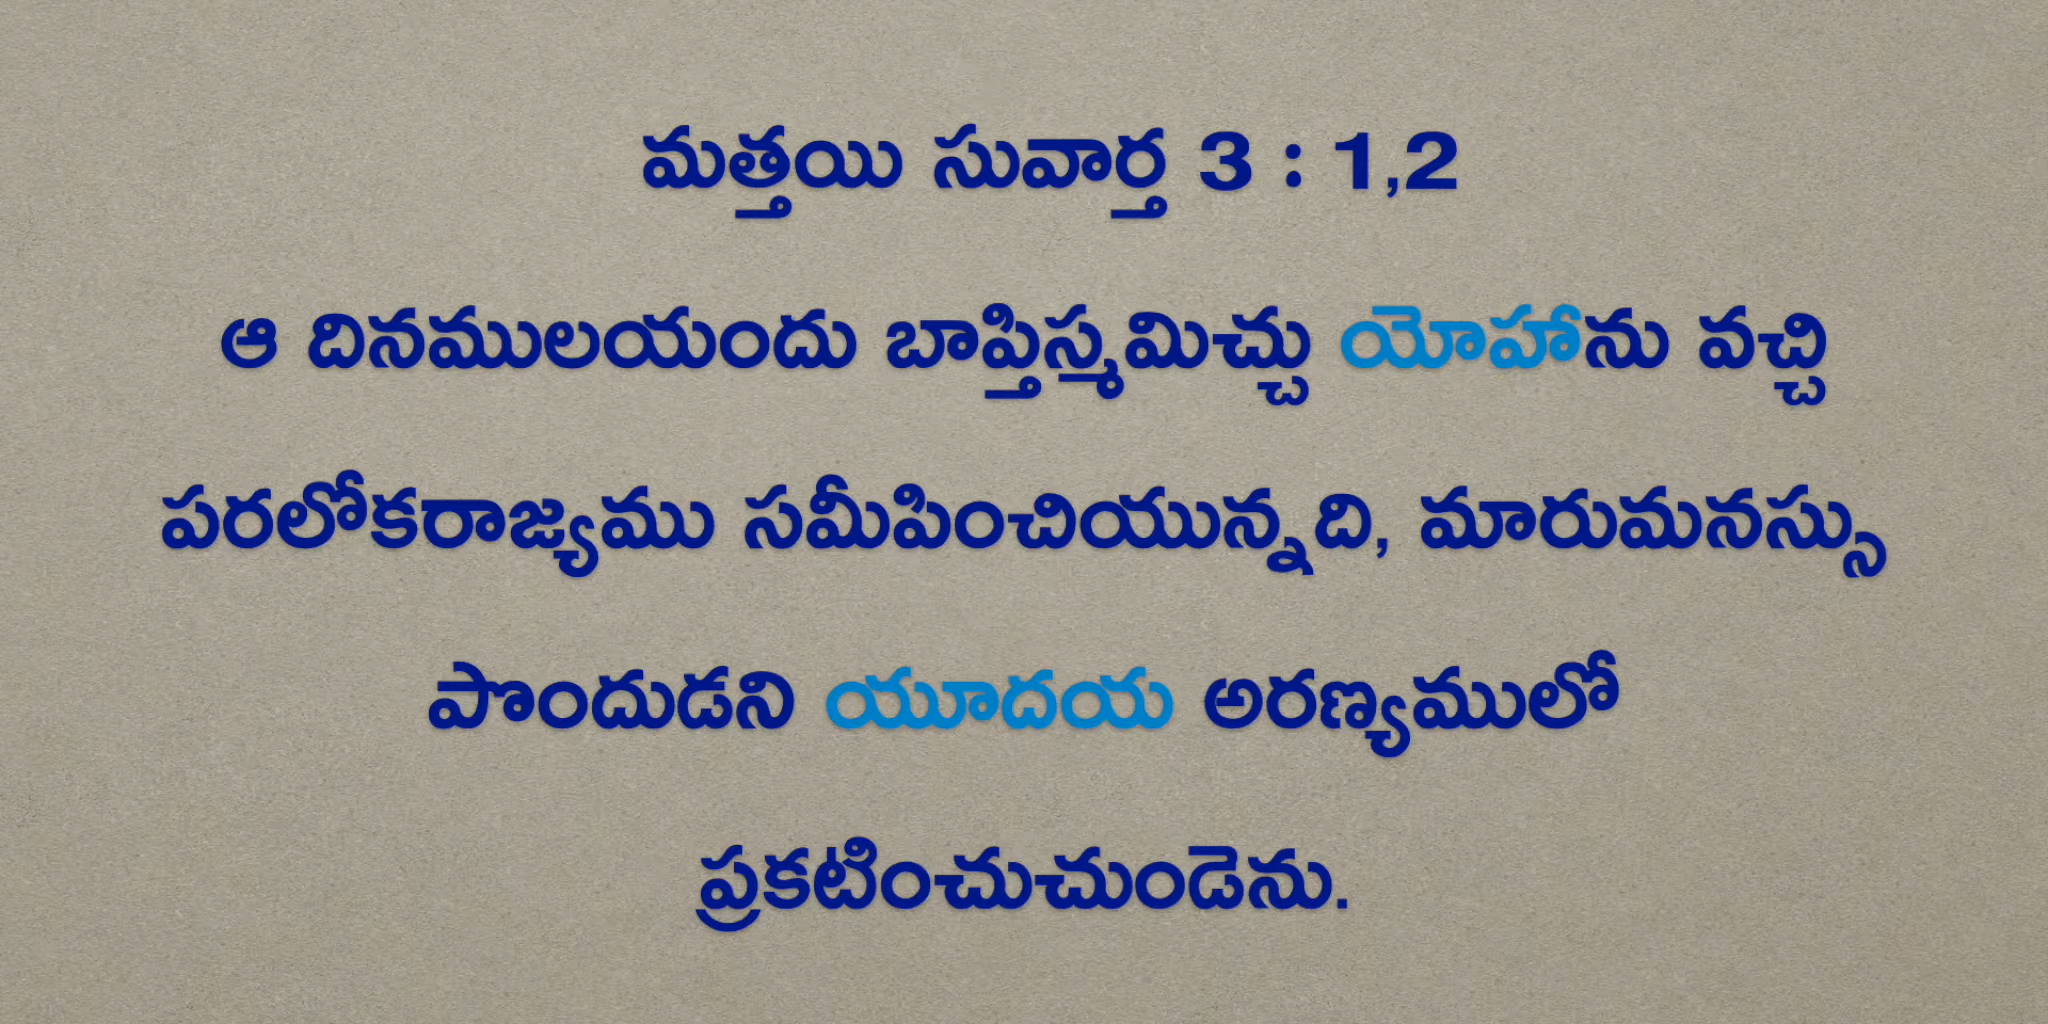 మత్తయి సువార్త 3 : 1,2
ఆ దినములయందు బాప్తిస్మమిచ్చు యోహాను వచ్చి
పరలోకరాజ్యము సమీపించియున్నది, మారుమనస్సు
పొందుడని యూదయ అరణ్యములో
ప్రకటించుచుండెను.